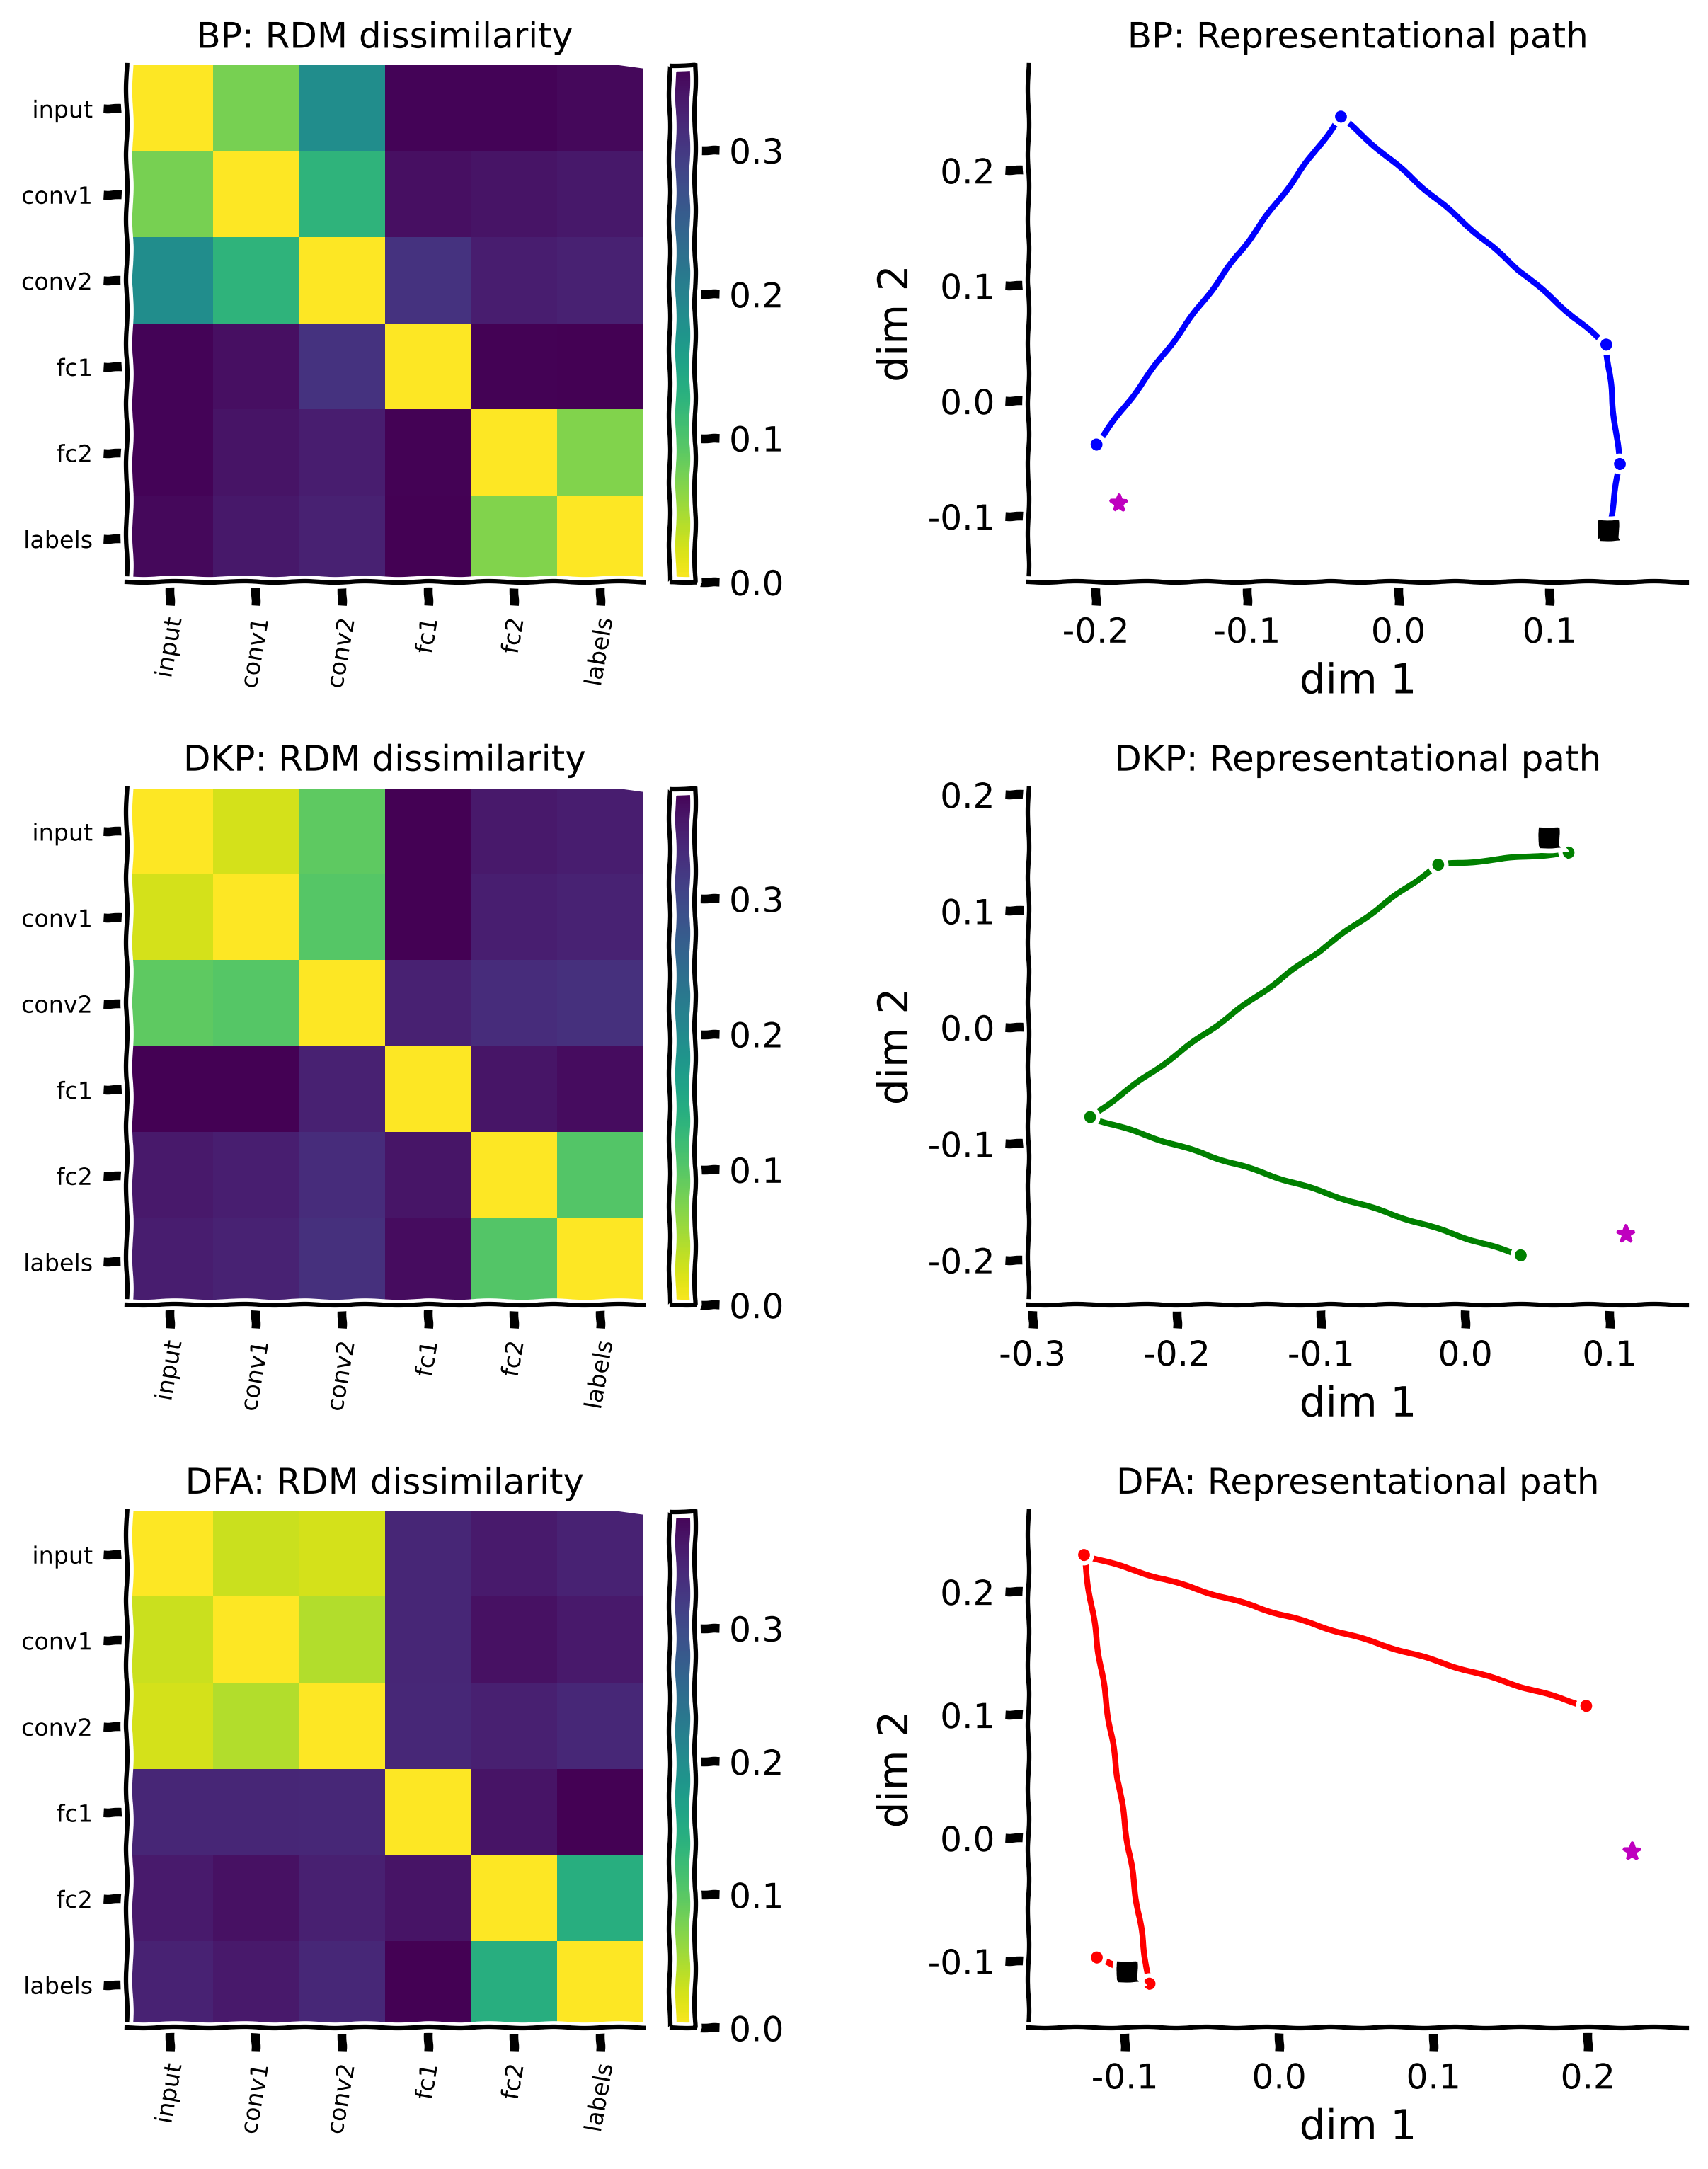 BP: RDM dissimilarity
input
conv1
conv2
fc1
fc2
labels
input
conv1
conv2
fc1
fc2
labels
0.3
0.2
0.1
0.0
BP: Representational path
dim 2
0.2
0.1
0.0
-0.1
-0.2
-0.1
0.0
0.1
dim 1
DKP: RDM dissimilarity
input
conv1
conv2
fc1
fc2
labels
input
conv1
conv2
fc1
fc2
labels
0.3
0.2
0.1
0.0
DKP: Representational path
dim 2
0.2
0.1
0.0
-0.1
-0.2
-0.3
-0.2
-0.1
0.0
0.1
dim 1
DFA: RDM dissimilarity
input
conv1
conv2
fc1
fc2
labels
input
conv1
conv2
fc1
fc2
labels
0.3
0.2
0.1
0.0
DFA: Representational path
dim 2
0.2
0.1
0.0
-0.1
-0.1
0.0
0.1
0.2
dim 1